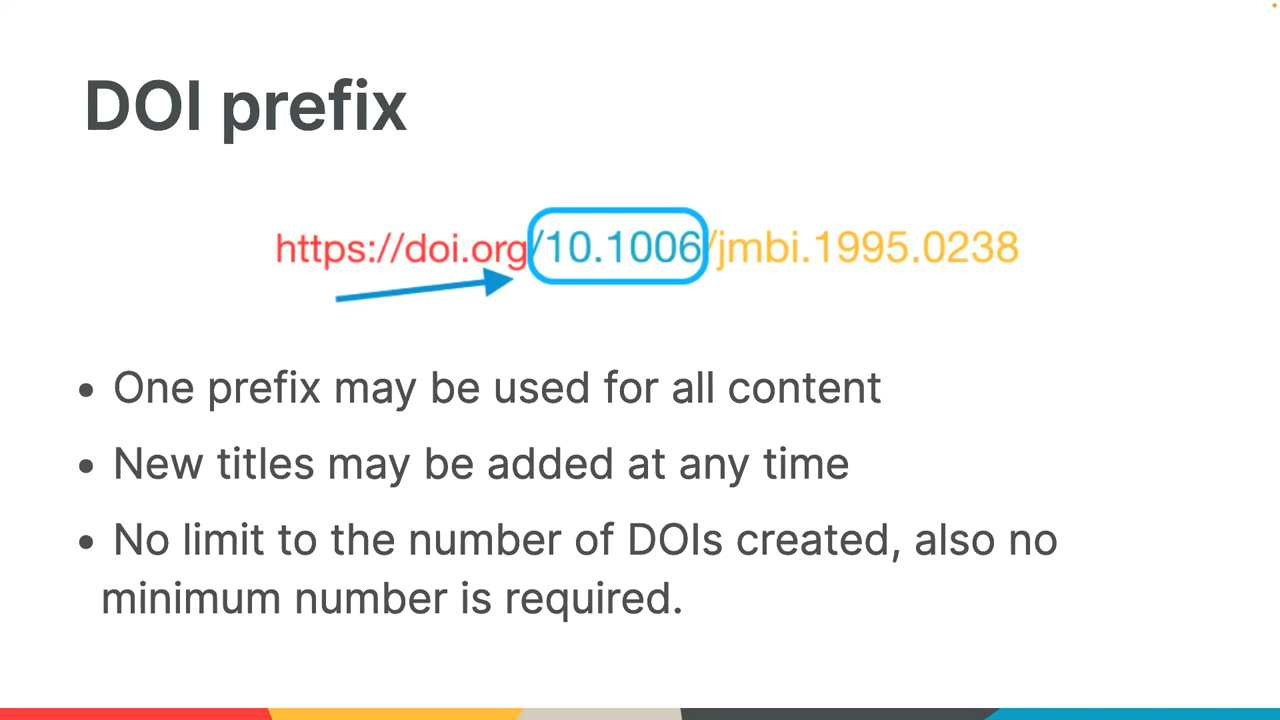 DOI prefix
https://doi.org/10.1006/jmbi.1995.0238
• One prefix may be used for all content
• New titles may be added at any time
• No limit to the number of DOIs created, also no
minimum number is required.